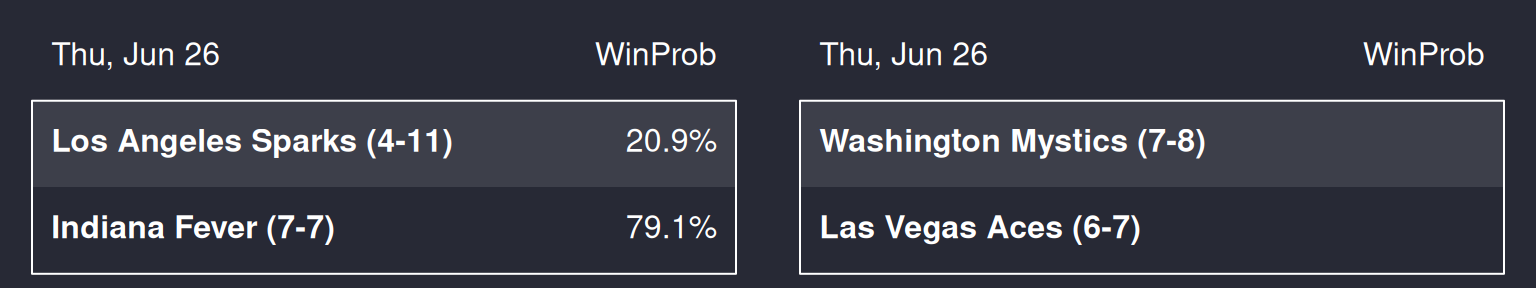 Thu, Jun 26 WinProb
Los Angeles Sparks (4-11) 20.9%
Indiana Fever (7-7) 79.1%
Thu, Jun 26 WinProb
Washington Mystics (7-8)
Las Vegas Aces (6-7)